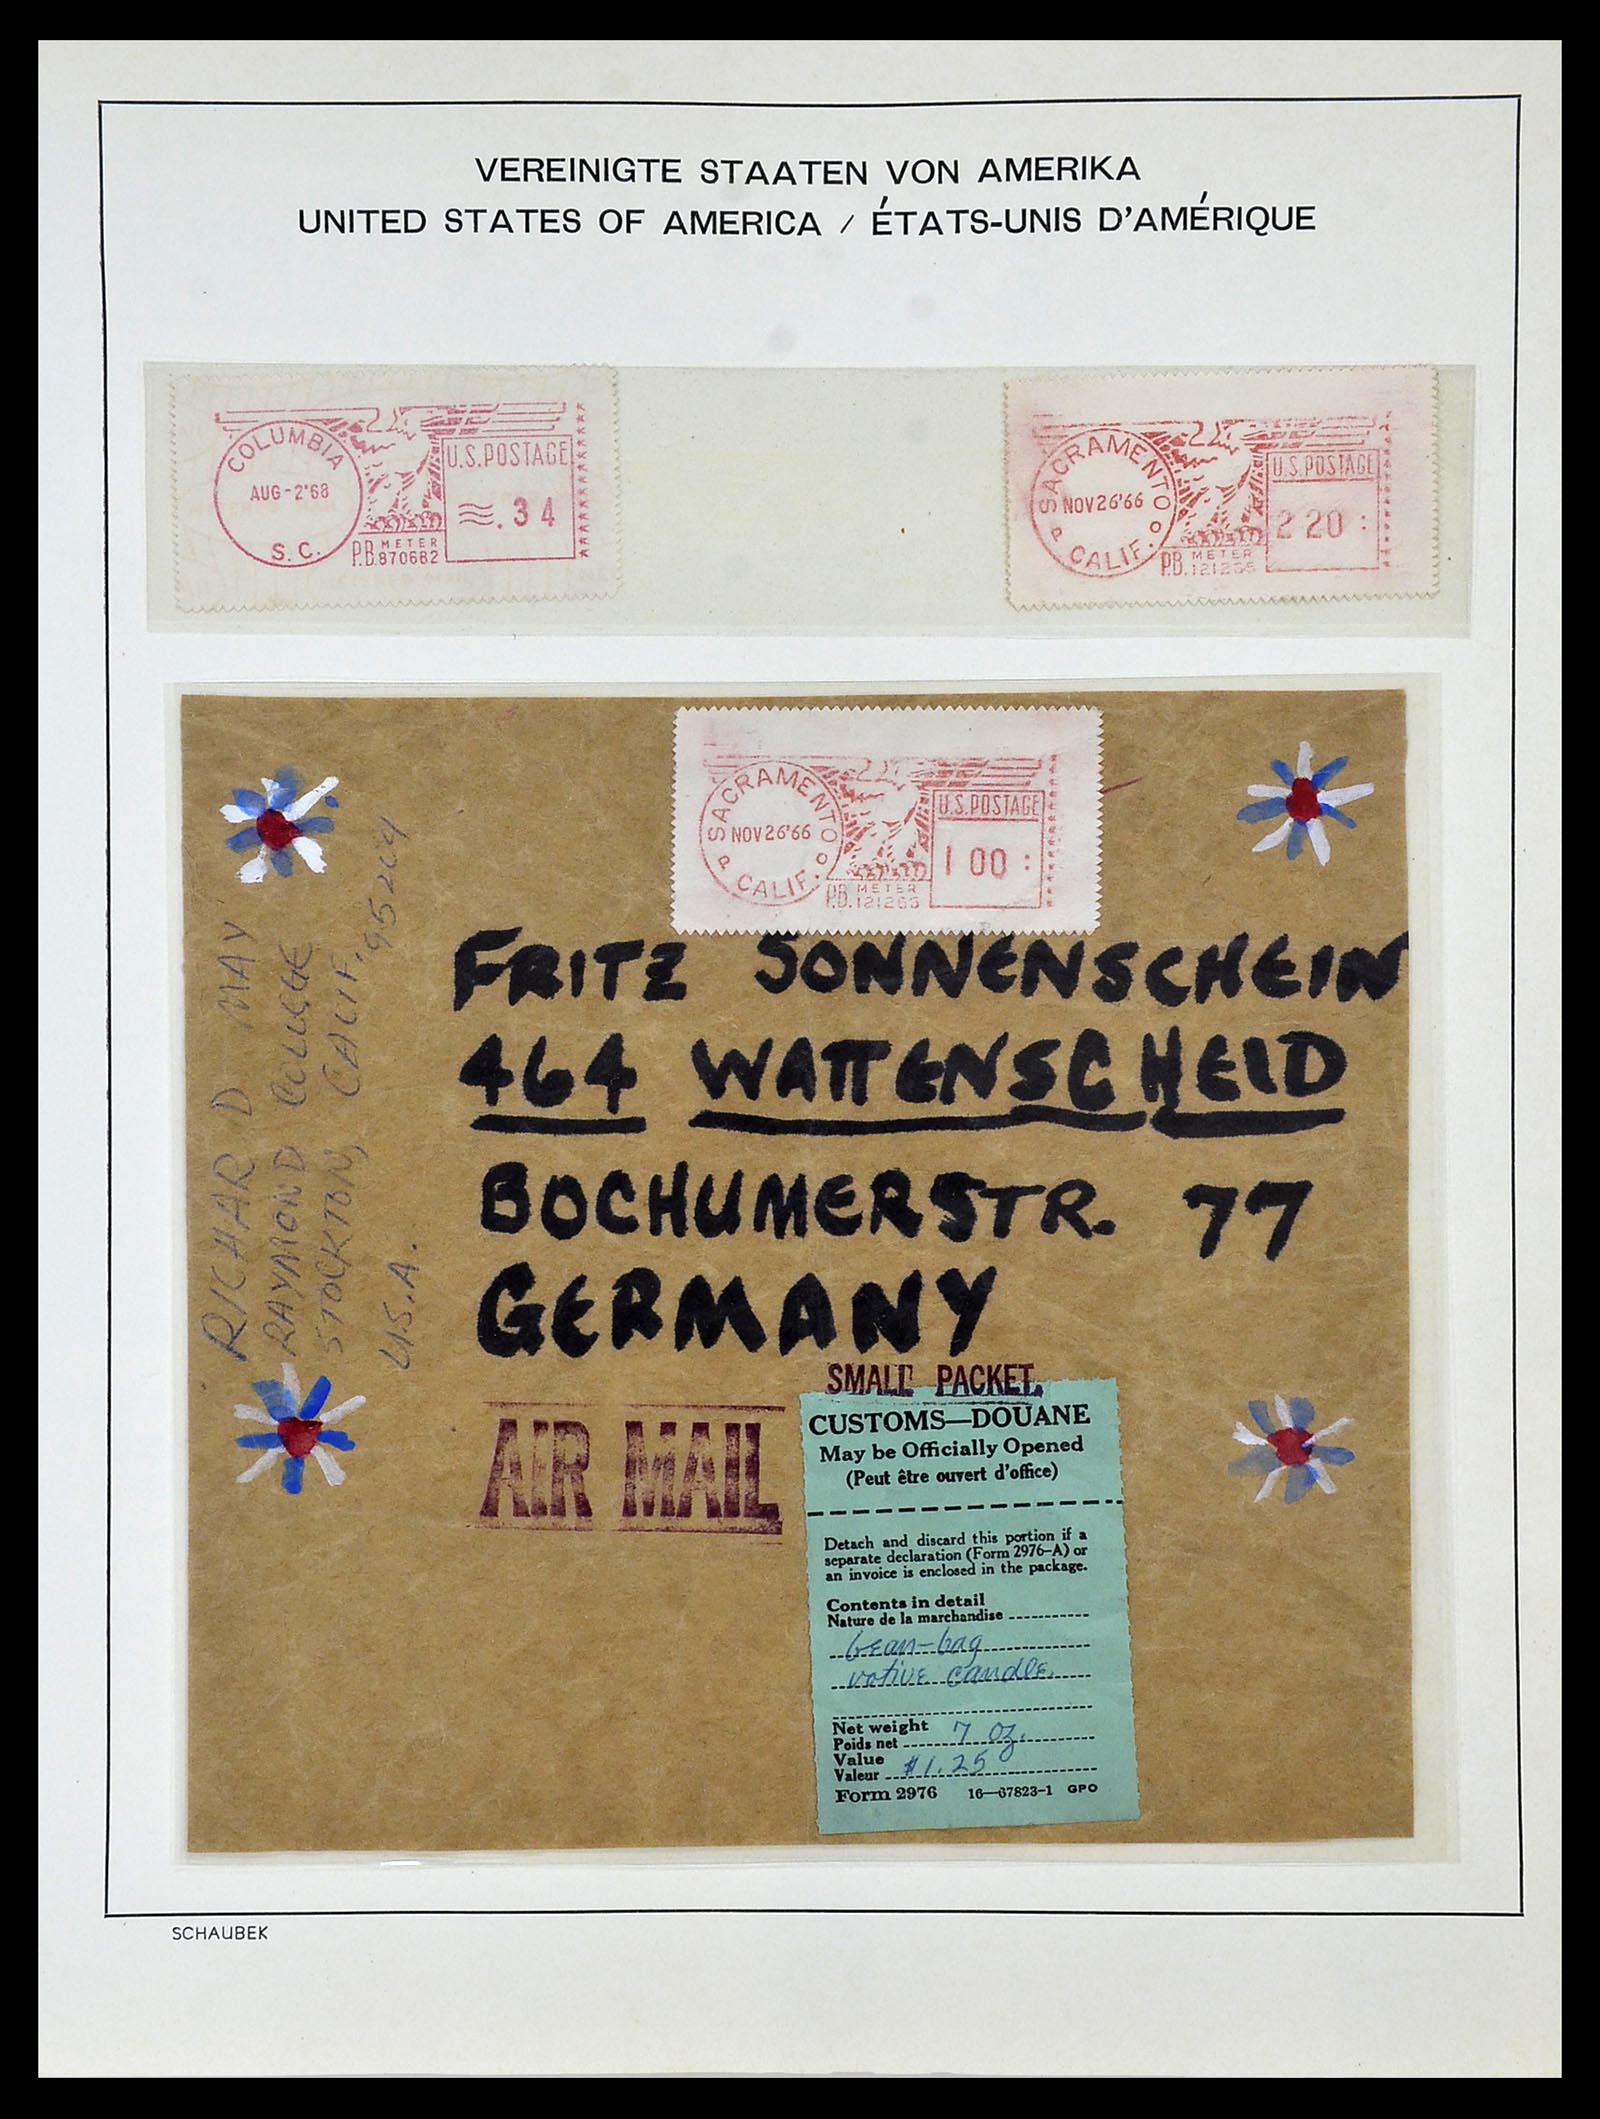 VEREINIGTE STAATEN VON AMERIKA
UNITED STATES OF AMERICA / ÉTATS-UNIS D'AMÉRIQUE
COLUMBIA
AUG-2'68
S.C.
U.S.POSTAGE
.34
P.B. METER
870682
SACRAMENTO
NOV26'66
P O
CALIF.
U.S.POSTAGE
2 20 :
P.B. METER
SACRAMENTO
NOV26'66
P O
CALIF.
U.S.POSTAGE
1 00 :
P.B. METER
RICHARD MAY
RAYMOND COLLEGE
STOCKTON, CALIF. 95204
U.S.A.
FRITZ SONNENSCHEIN
464 WATTENSCHEID
BOCHUMERSTR. 77
GERMANY
SMALL PACKET.
AIR MAIL
CUSTOMS—DOUANE
May be Officially Opened
(Peut être ouvert d'office)
Detach and discard this portion if a
separate declaration (Form 2976-A) or
an invoice is enclosed in the package.
Contents in detail
Nature de la marchandise
bean-bag
votive candle
Net weight 7 oz.
Poids net
Value $1.25
Valeur
Form 2976 16—67823-1 GPO
SCHAUBEK